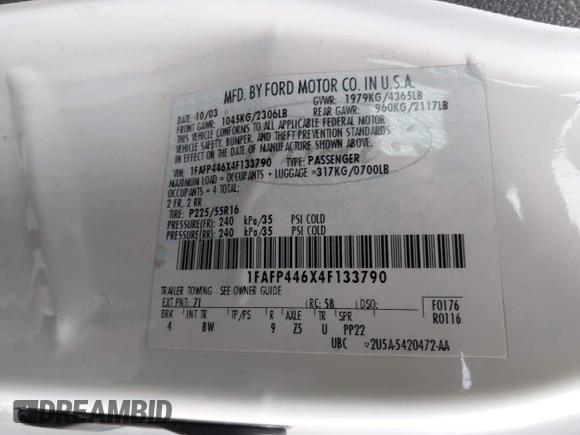 MFD. BY FORD MOTOR CO. IN U.S.A.
DATE: 10/03 GVWR: 1979KG/4365LB
FRONT GAWR: 1045KG/2306LB REAR GAWR: 960KG/2117LB
THIS VEHICLE CONFORMS TO ALL APPLICABLE FEDERAL MOTOR
VEHICLE SAFETY, BUMPER, AND THEFT PREVENTION STANDARDS
IN EFFECT ON THE DATE OF MANUFACTURE SHOWN ABOVE.
VIN: 1FAFP446X4F133790 TYPE: PASSENGER
MAXIMUM LOAD = OCCUPANTS + LUGGAGE =317KG/0700LB
OCCUPANTS = 4 TOTAL:
2 FR, 2 RR
TIRE: P225/55R16
PRESSURE(FR): 240 kPa/35 PSI COLD
PRESSURE(RR): 240 kPa/35 PSI COLD
1FAFP446X4F133790
TRAILER TOWING - SEE OWNER GUIDE
EXT PNT: 71 RC: 58 DSO: F0176
BRK INT TR TP/PS R AXLE TR SPR R0116
4 BW 9 Z5 U PP22
UBC ▽2U5A-5420472-AA
DREAMBID